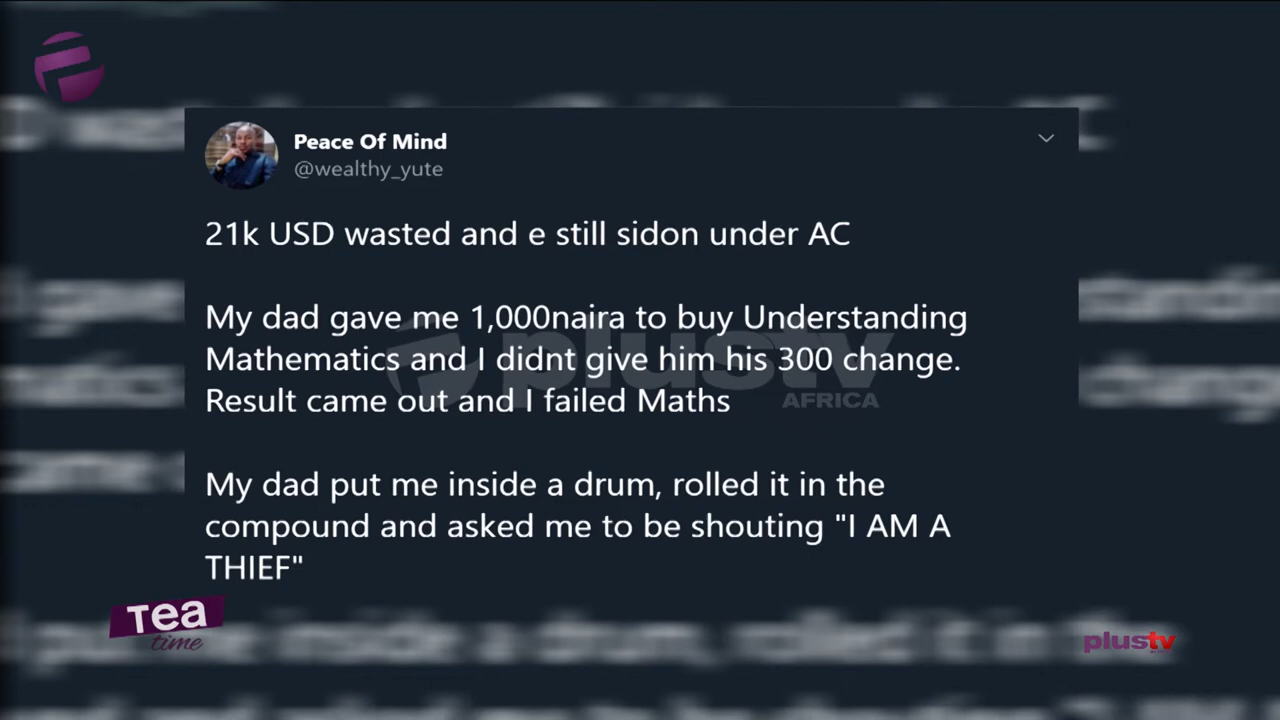 Peace Of Mind
@wealthy_yute
21k USD wasted and e still sidon under AC
My dad gave me 1,000naira to buy Understanding
Mathematics and I didnt give him his 300 change.
Result came out and I failed Maths
My dad put me inside a drum, rolled it in the
compound and asked me to be shouting "I AM A
THIEF"
plustv
AFRICA
Tea
time
plustv